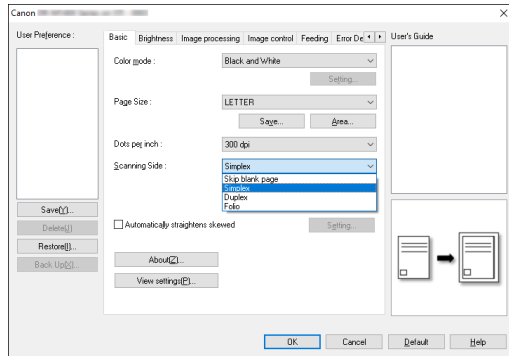 Canon
User Preference :
Basic Brightness Image processing Image control Feeding Error De
User's Guide
Color mode : Black and White
Setting...
Page Size : LETTER
Save... Area...
Dots per inch : 300 dpi
Scanning Side : Simplex
Skip blank page
Simplex
Duplex
Folio
Save(Y)...
Delete(J)
Restore(I)...
Back Up(X)...
Automatically straightens skewed
Setting...
About(Z)...
View settings(P)...
OK Cancel Default Help